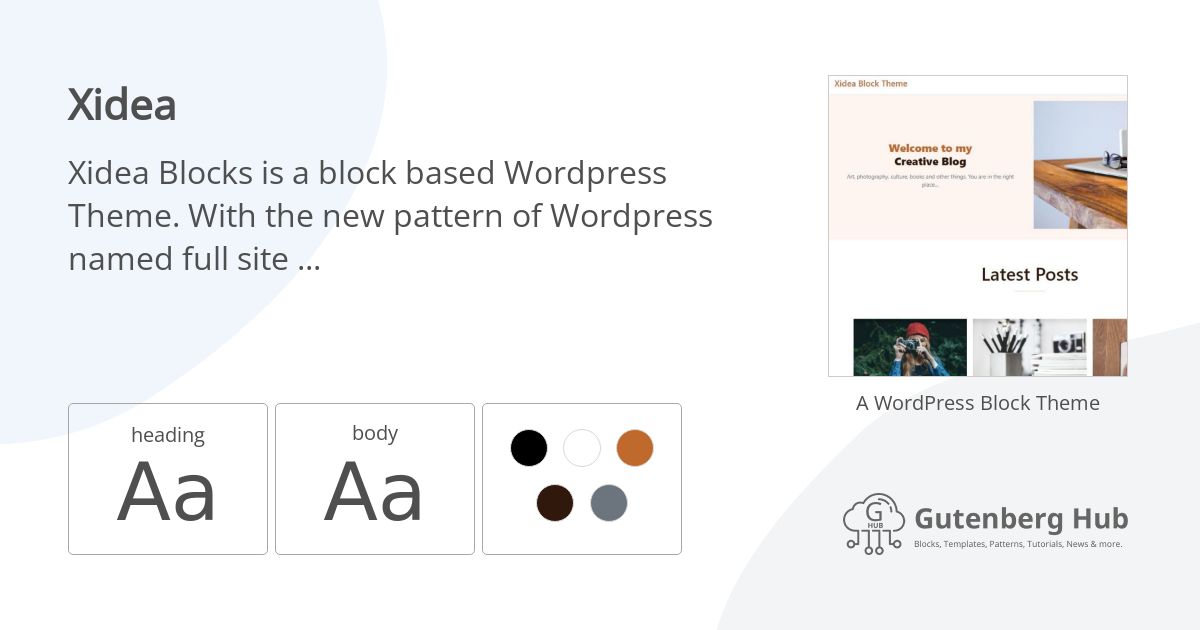 Xidea
Xidea Blocks is a block based Wordpress
Theme. With the new pattern of Wordpress
named full site ...
heading
Aa
body
Aa
Xidea Block Theme
Welcome to my
Creative Blog
Art, photography, culture, books and other things. You are in the right
place...
Latest Posts
A WordPress Block Theme
G
HUB
Gutenberg Hub
Blocks, Templates, Patterns, Tutorials, News & more.